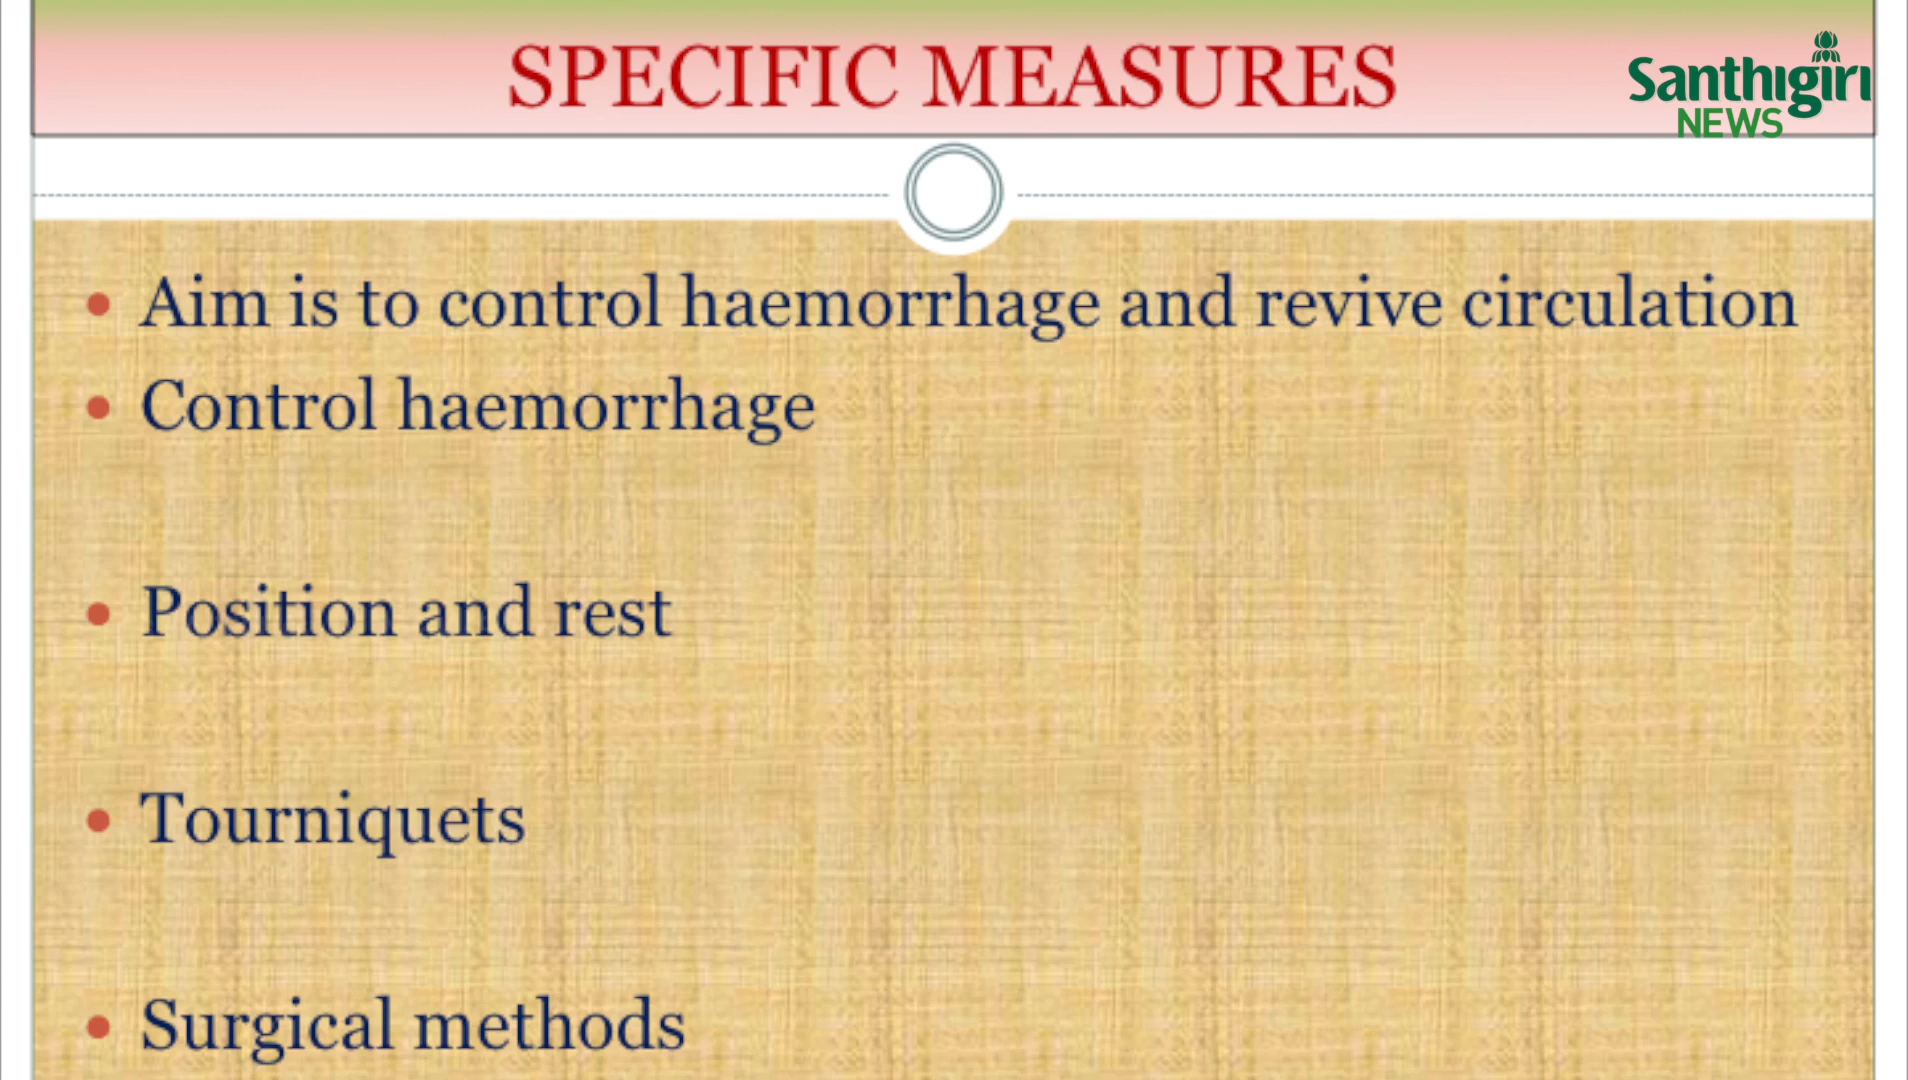 SPECIFIC MEASURES
Santhigiri
NEWS
Aim is to control haemorrhage and revive circulation
Control haemorrhage
Position and rest
Tourniquets
Surgical methods